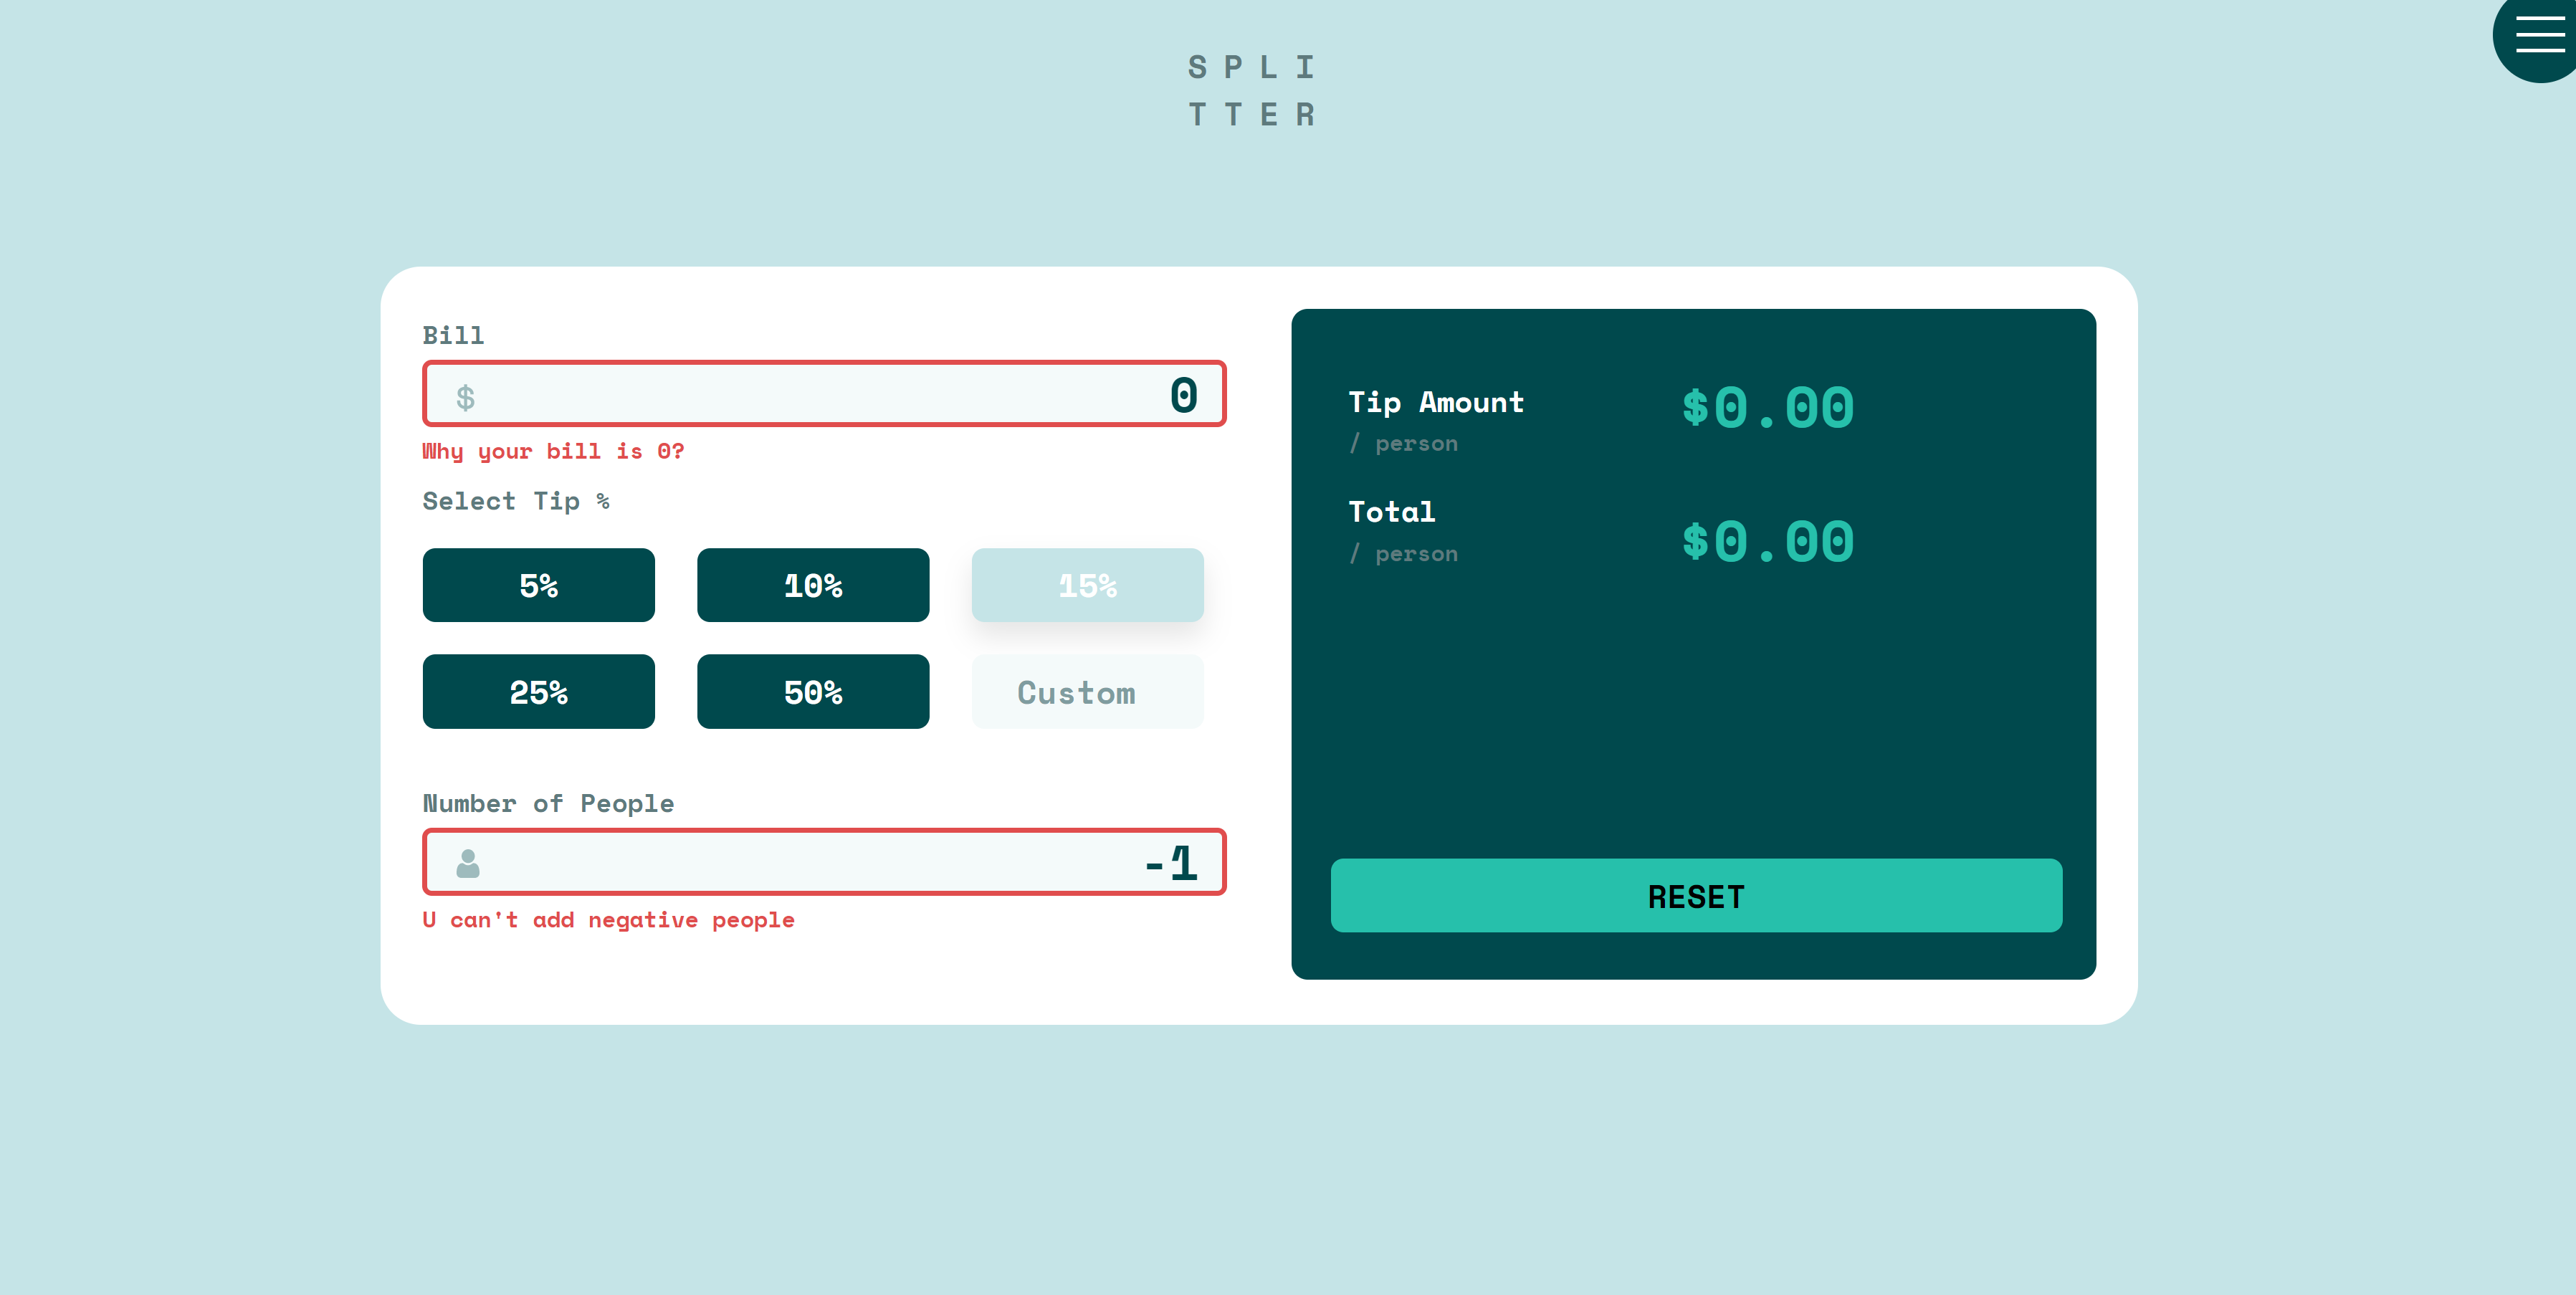 S P L I
T T E R
Bill
$ 0
Why your bill is 0?
Select Tip %
5% 10% 15%
25% 50% Custom
Number of People
-1
U can't add negative people
Tip Amount $0.00
/ person
Total $0.00
/ person
RESET